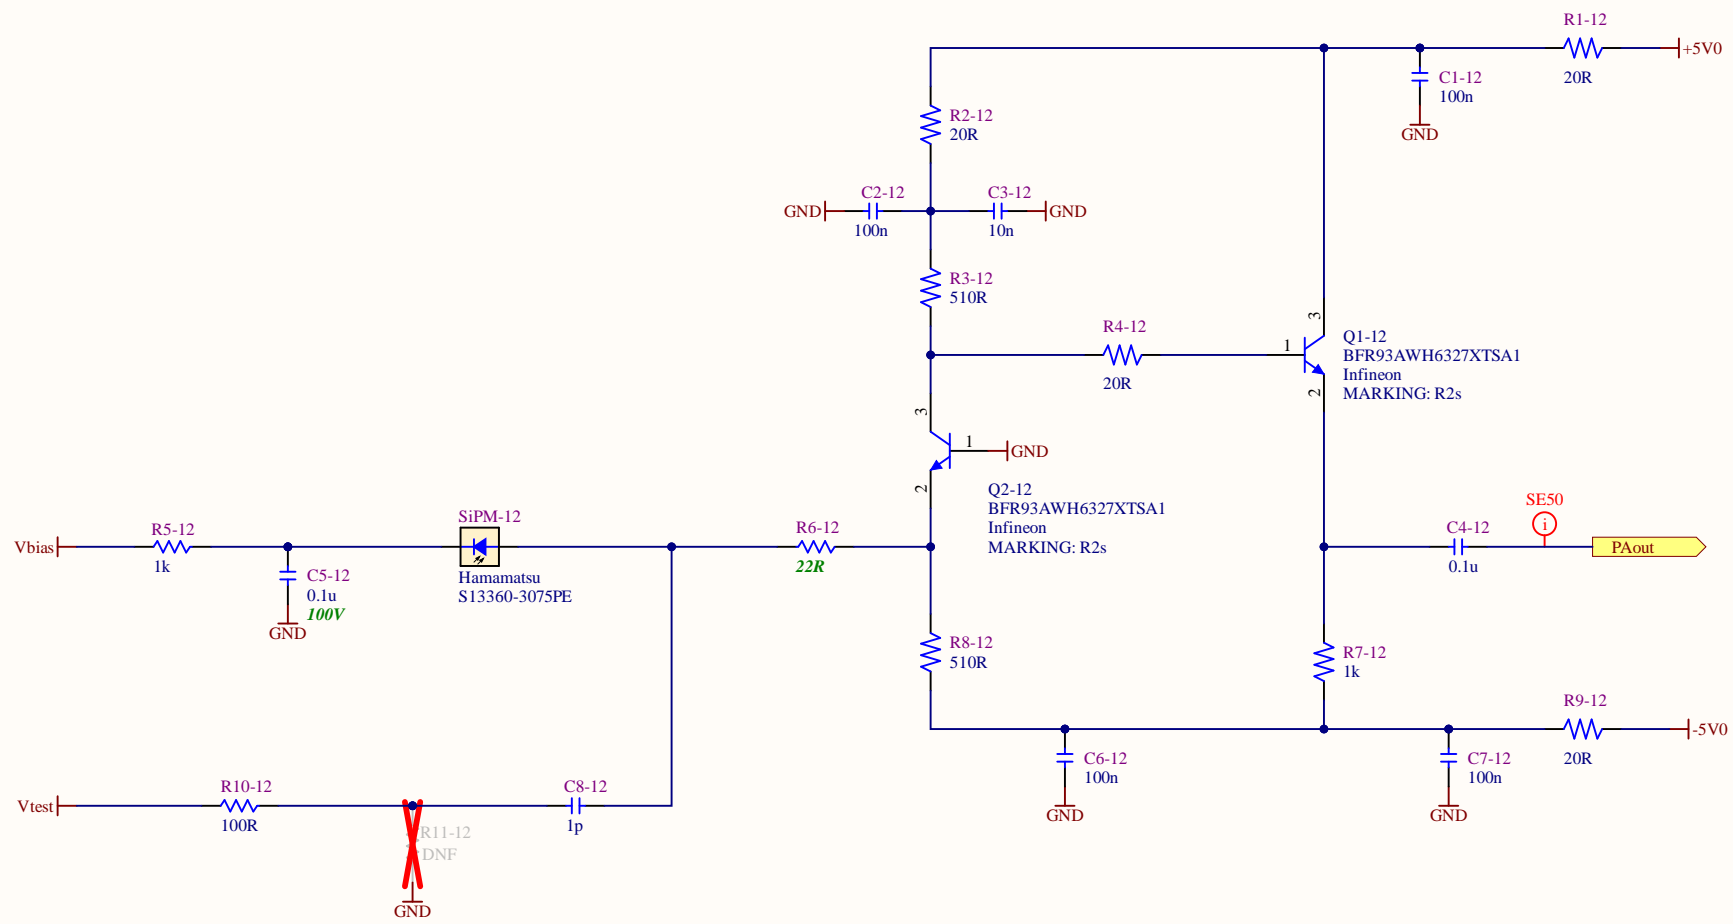 R1-12
+5V0
20R
C1-12
100n
GND
R2-12
20R
C2-12
C3-12
GND
GND
100n
10n
R3-12
510R
R4-12
20R
3
1
2
Q1-12
BFR93AWH6327XTSA1
Infineon
MARKING: R2s
3
1
GND
2
Q2-12
BFR93AWH6327XTSA1
Infineon
MARKING: R2s
SE50
i
C4-12
PAout
0.1u
R5-12
Vbias
1k
SiPM-12
Hamamatsu
S13360-3075PE
C5-12
0.1u
100V
GND
R6-12
22R
R8-12
510R
R7-12
1k
R9-12
-5V0
20R
C6-12
100n
GND
C7-12
100n
GND
R10-12
Vtest
100R
C8-12
1p
R11-12
DNF
GND